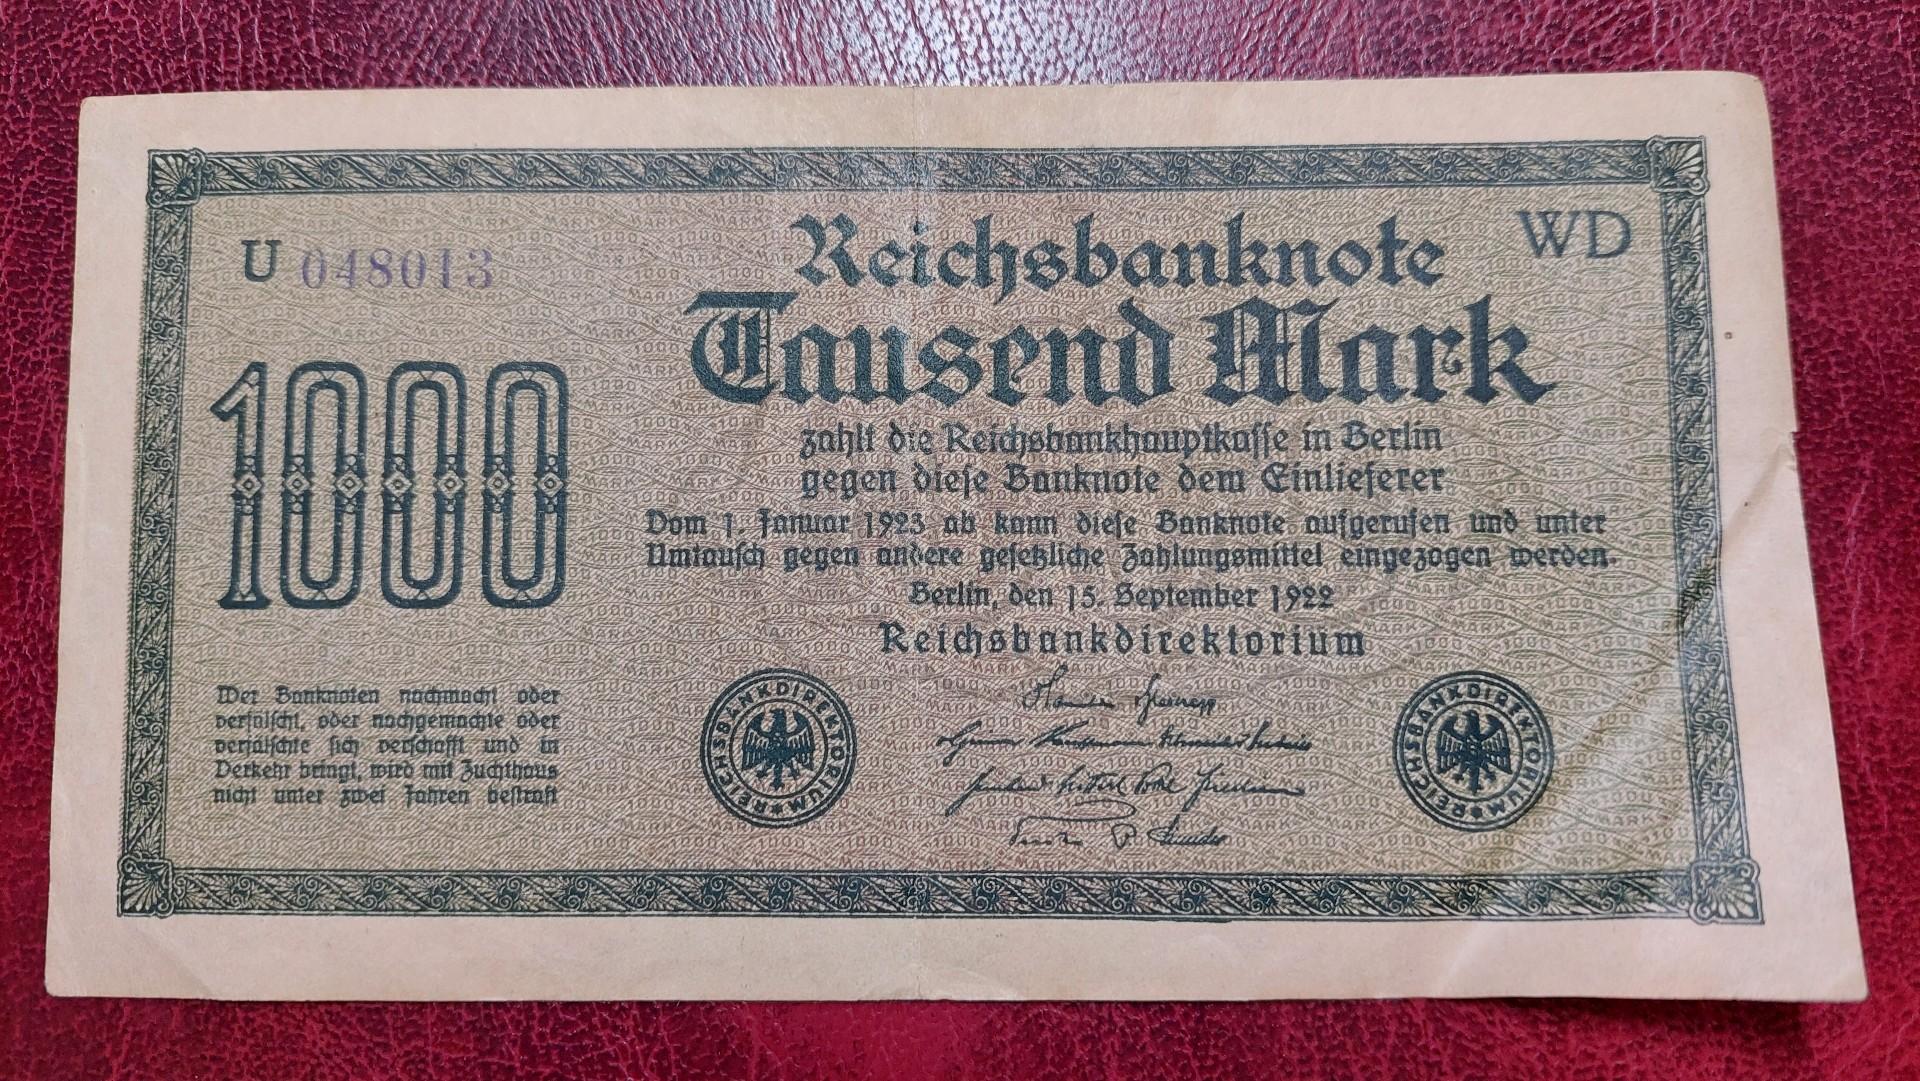 U 048013
Reichsbanknote
WD
Tausend Mark
1000
zahlt die Reichsbankhauptkasse in Berlin
gegen diese Banknote dem Einlieferer
Vom 1. Januar 1923 ab kann diese Banknote aufgerufen und unter
Umtausch gegen andere gesetzliche Zahlungsmittel eingezogen werden.
Berlin, den 15. September 1922
Reichsbankdirektorium
Wer Banknoten nachmacht oder
verfälscht, oder nachgemachte oder
verfälschte sich verschafft und in
Verkehr bringt, wird mit Zuchthaus
nicht unter zwei Jahren bestraft
REICHSBANKDIREKTORIUM
REICHSBANKDIREKTORIUM